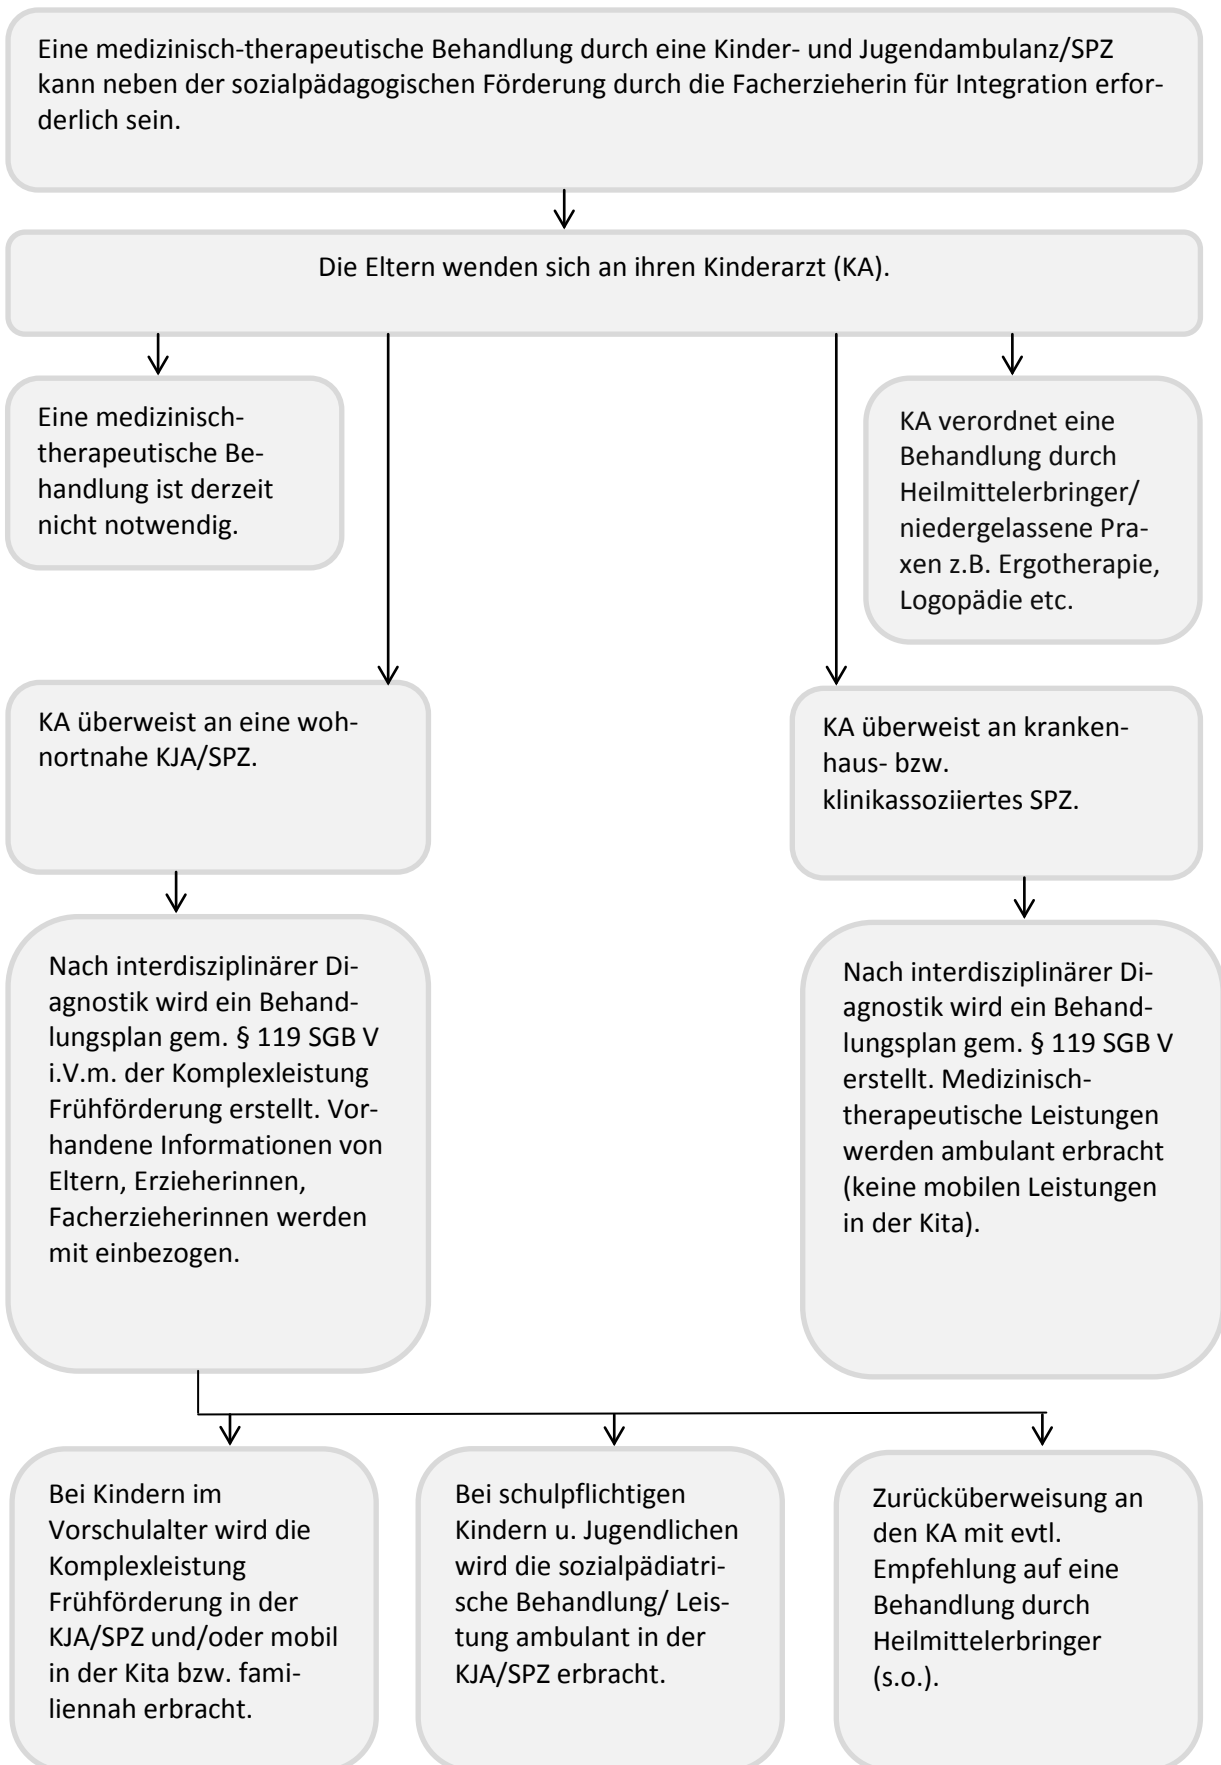 Eine medizinisch-therapeutische Behandlung durch eine Kinder- und Jugendambulanz/SPZ
kann neben der sozialpädagogischen Förderung durch die Facherzieherin für Integration erfor-
derlich sein.
Die Eltern wenden sich an ihren Kinderarzt (KA).
Eine medizinisch-
therapeutische Be-
handlung ist derzeit
nicht notwendig.
KA verordnet eine
Behandlung durch
Heilmittelerbringer/
niedergelassene Pra-
xen z.B. Ergotherapie,
Logopädie etc.
KA überweist an eine woh-
nortnahe KJA/SPZ.
KA überweist an kranken-
haus- bzw.
klinikassoziiertes SPZ.
Nach interdisziplinärer Di-
agnostik wird ein Behand-
lungsplan gem. § 119 SGB V
i.V.m. der Komplexleistung
Frühförderung erstellt. Vor-
handene Informationen von
Eltern, Erzieherinnen,
Facherzieherinnen werden
mit einbezogen.
Nach interdisziplinärer Di-
agnostik wird ein Behand-
lungsplan gem. § 119 SGB V
erstellt. Medizinisch-
therapeutische Leistungen
werden ambulant erbracht
(keine mobilen Leistungen
in der Kita).
Bei Kindern im
Vorschulalter wird die
Komplexleistung
Frühförderung in der
KJA/SPZ und/oder mobil
in der Kita bzw. fami-
liennah erbracht.
Bei schulpflichtigen
Kindern u. Jugendlichen
wird die sozialpädiatri-
sche Behandlung/ Leis-
tung ambulant in der
KJA/SPZ erbracht.
Zurücküberweisung an
den KA mit evtl.
Empfehlung auf eine
Behandlung durch
Heilmittelerbringer
(s.o.).